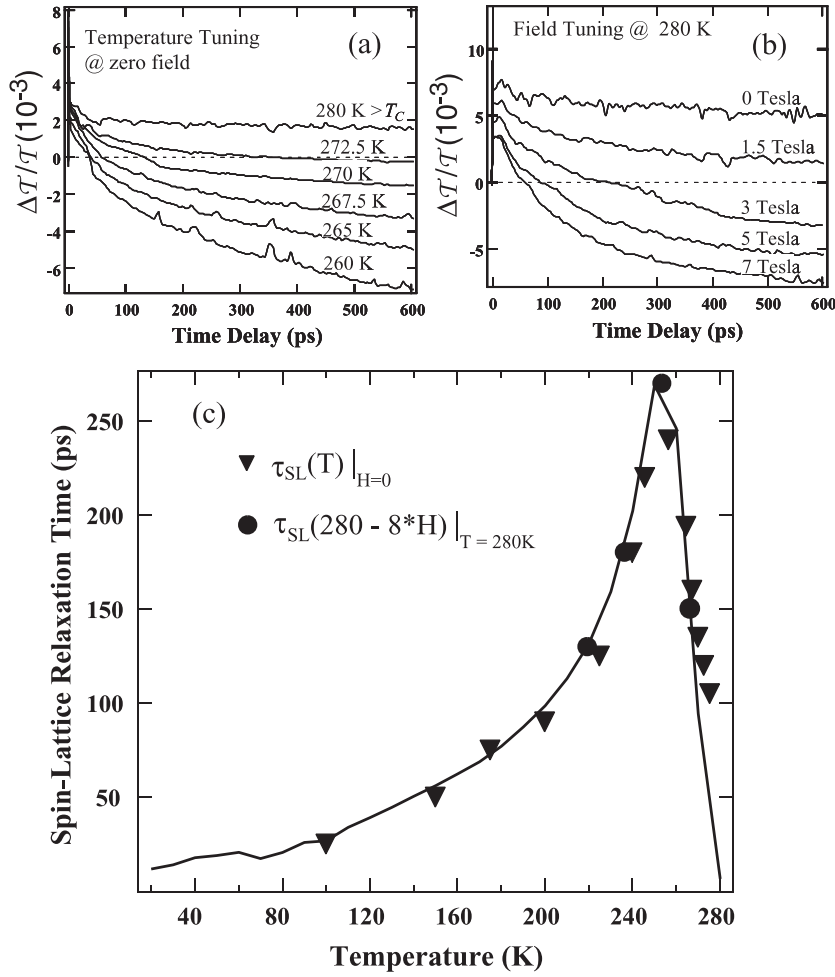 Temperature Tuning
@ zero field
(a)
280 K >T_C
272.5 K
270 K
267.5 K
265 K
260 K
ΔT/T (10⁻³)
6
4
2
0
-2
-4
-6
0 100 200 300 400 500 600
Time Delay (ps)
Field Tuning @ 280 K
(b)
0 Tesla
1.5 Tesla
3 Tesla
5 Tesla
7 Tesla
ΔT/T (10⁻³)
10
5
0
-5
0 100 200 300 400 500 600
Time Delay (ps)
(c)
τ_SL(T) |_H=0
τ_SL(280 - 8*H) |_T = 280K
Spin-Lattice Relaxation Time (ps)
250
200
150
100
50
40 80 120 160 200 240 280
Temperature (K)